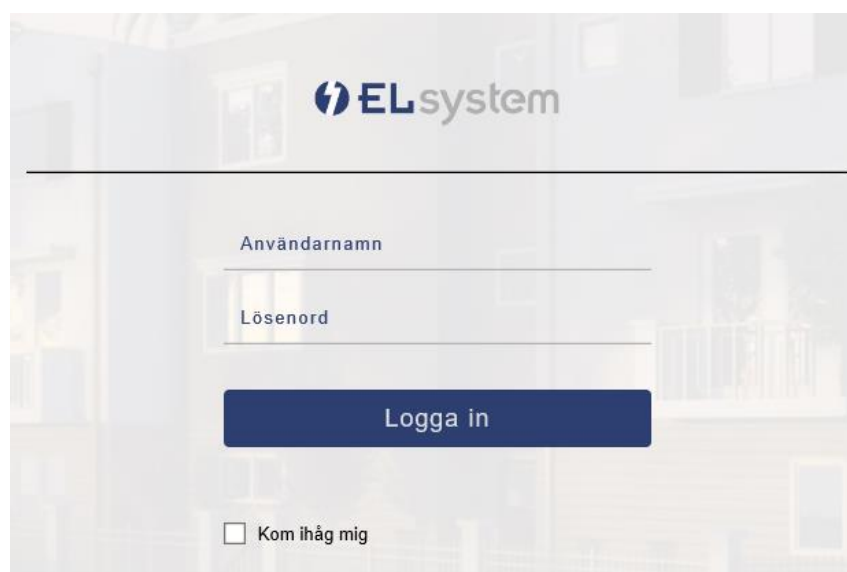 ELsystem
Användarnamn
Lösenord
Logga in
Kom ihåg mig